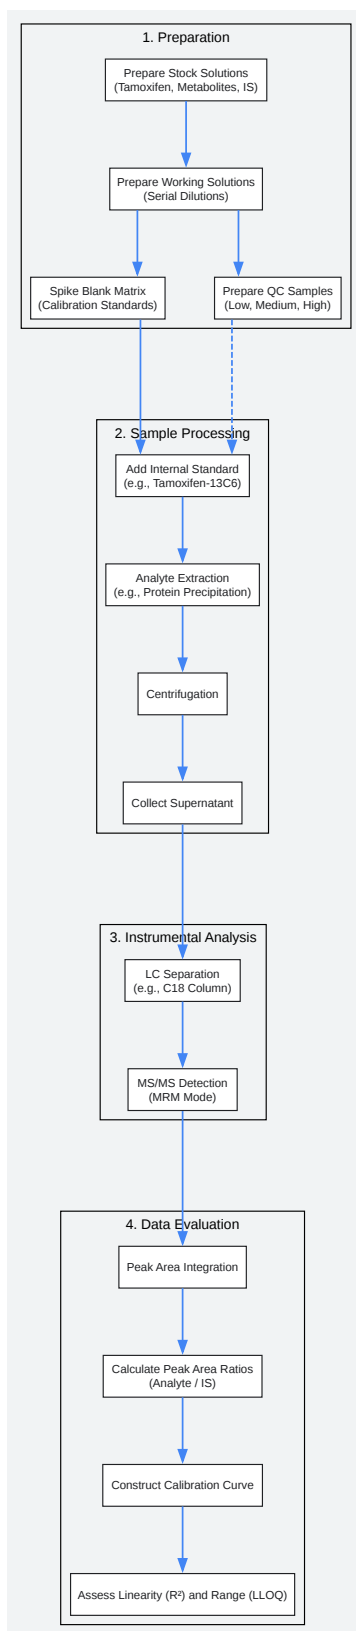 1. Preparation
Prepare Stock Solutions
(Tamoxifen, Metabolites, IS)
Prepare Working Solutions
(Serial Dilutions)
Spike Blank Matrix
(Calibration Standards)
Prepare QC Samples
(Low, Medium, High)
2. Sample Processing
Add Internal Standard
(e.g., Tamoxifen-13C6)
Analyte Extraction
(e.g., Protein Precipitation)
Centrifugation
Collect Supernatant
3. Instrumental Analysis
LC Separation
(e.g., C18 Column)
MS/MS Detection
(MRM Mode)
4. Data Evaluation
Peak Area Integration
Calculate Peak Area Ratios
(Analyte / IS)
Construct Calibration Curve
Assess Linearity (R²) and Range (LLOQ)